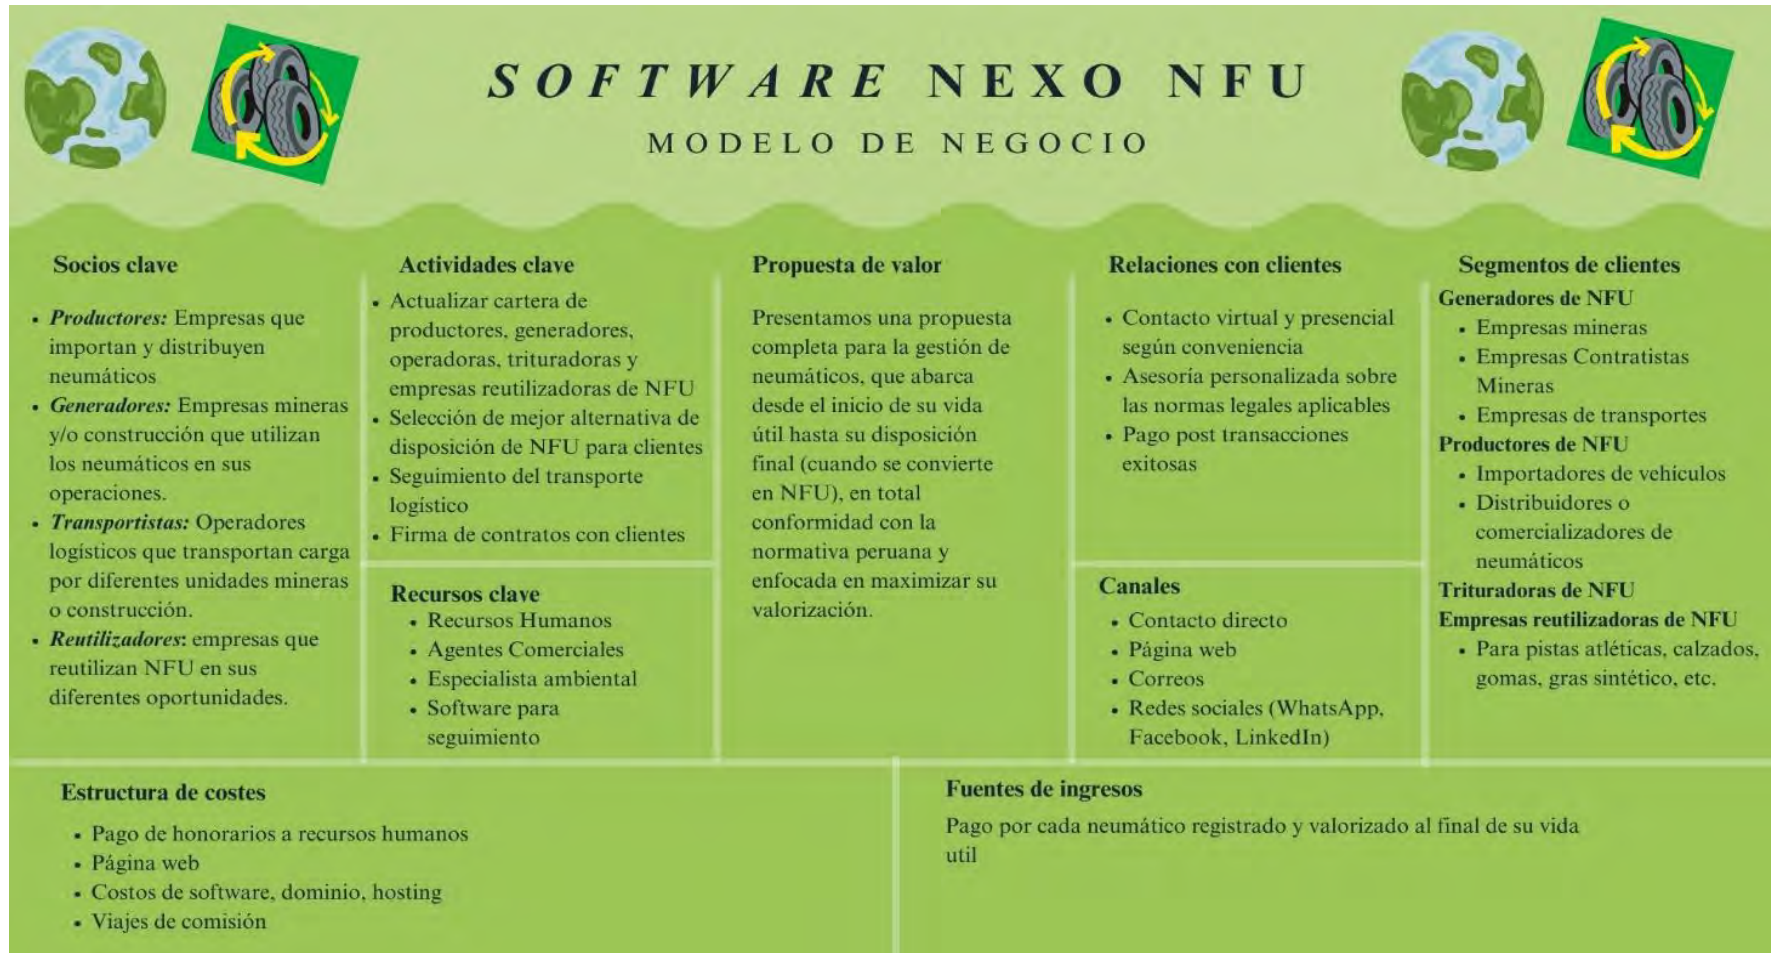 SOFTWARE NEXO NFU
MODELO DE NEGOCIO
Socios clave
• Productores: Empresas que
importan y distribuyen
neumáticos
• Generadores: Empresas mineras
y/o construcción que utilizan
los neumáticos en sus
operaciones.
• Transportistas: Operadores
logísticos que transportan carga
por diferentes unidades mineras
o construcción.
• Reutilizadores: empresas que
reutilizan NFU en sus
diferentes oportunidades.
Actividades clave
• Actualizar cartera de
productores, generadores,
operadoras, trituradoras y
empresas reutilizadoras de NFU
• Selección de mejor alternativa de
disposición de NFU para clientes
• Seguimiento del transporte
logístico
• Firma de contratos con clientes
Recursos clave
• Recursos Humanos
• Agentes Comerciales
• Especialista ambiental
• Software para
seguimiento
Propuesta de valor
Presentamos una propuesta
completa para la gestión de
neumáticos, que abarca
desde el inicio de su vida
útil hasta su disposición
final (cuando se convierte
en NFU), en total
conformidad con la
normativa peruana y
enfocada en maximizar su
valorización.
Relaciones con clientes
• Contacto virtual y presencial
según conveniencia
• Asesoría personalizada sobre
las normas legales aplicables
• Pago post transacciones
exitosas
Canales
• Contacto directo
• Página web
• Correos
• Redes sociales (WhatsApp,
Facebook, LinkedIn)
Segmentos de clientes
Generadores de NFU
• Empresas mineras
• Empresas Contratistas
Mineras
• Empresas de transportes
Productores de NFU
• Importadores de vehículos
• Distribuidores o
comercializadores de
neumáticos
Trituradoras de NFU
Empresas reutilizadoras de NFU
• Para pistas atléticas, calzados,
gomas, gras sintético, etc.
Estructura de costes
• Pago de honorarios a recursos humanos
• Página web
• Costos de software, dominio, hosting
• Viajes de comisión
Fuentes de ingresos
Pago por cada neumático registrado y valorizado al final de su vida
util